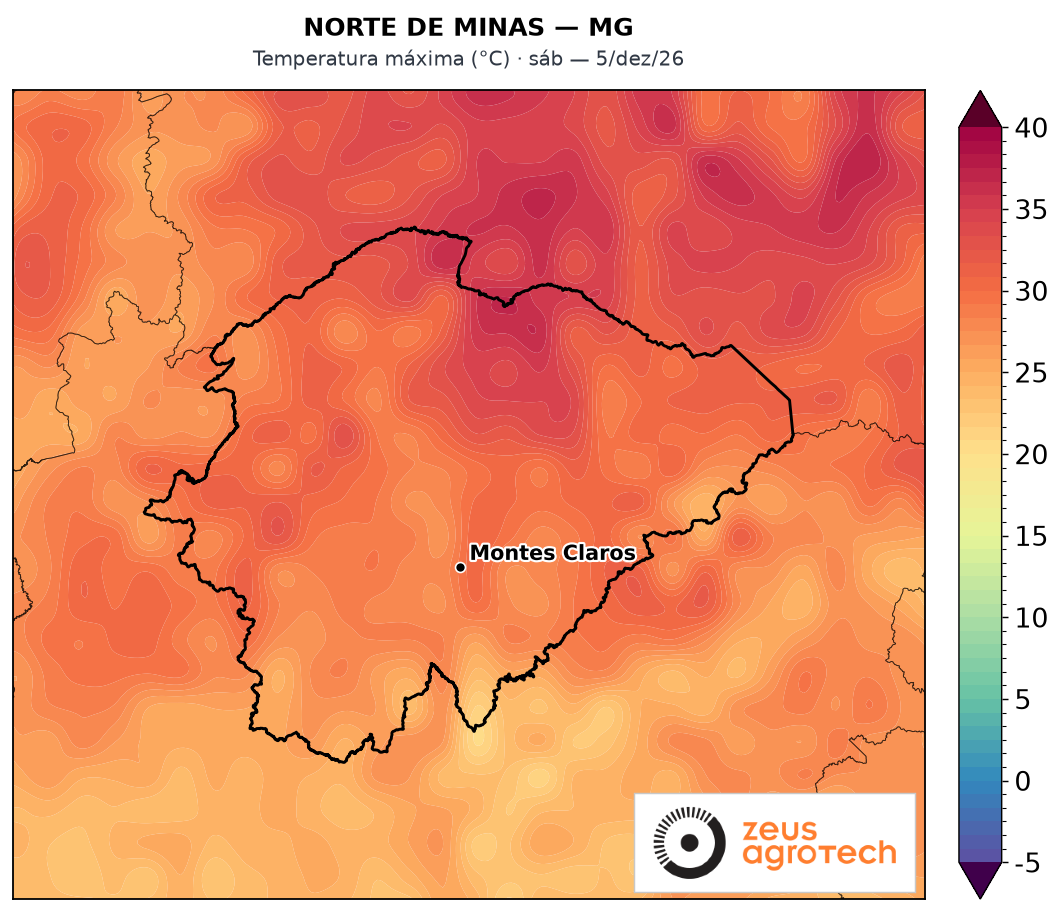 NORTE DE MINAS — MG
Temperatura máxima (°C) · sáb — 5/dez/26
40
35
30
25
20
15
10
5
0
-5
Montes Claros
zeus
agrotech